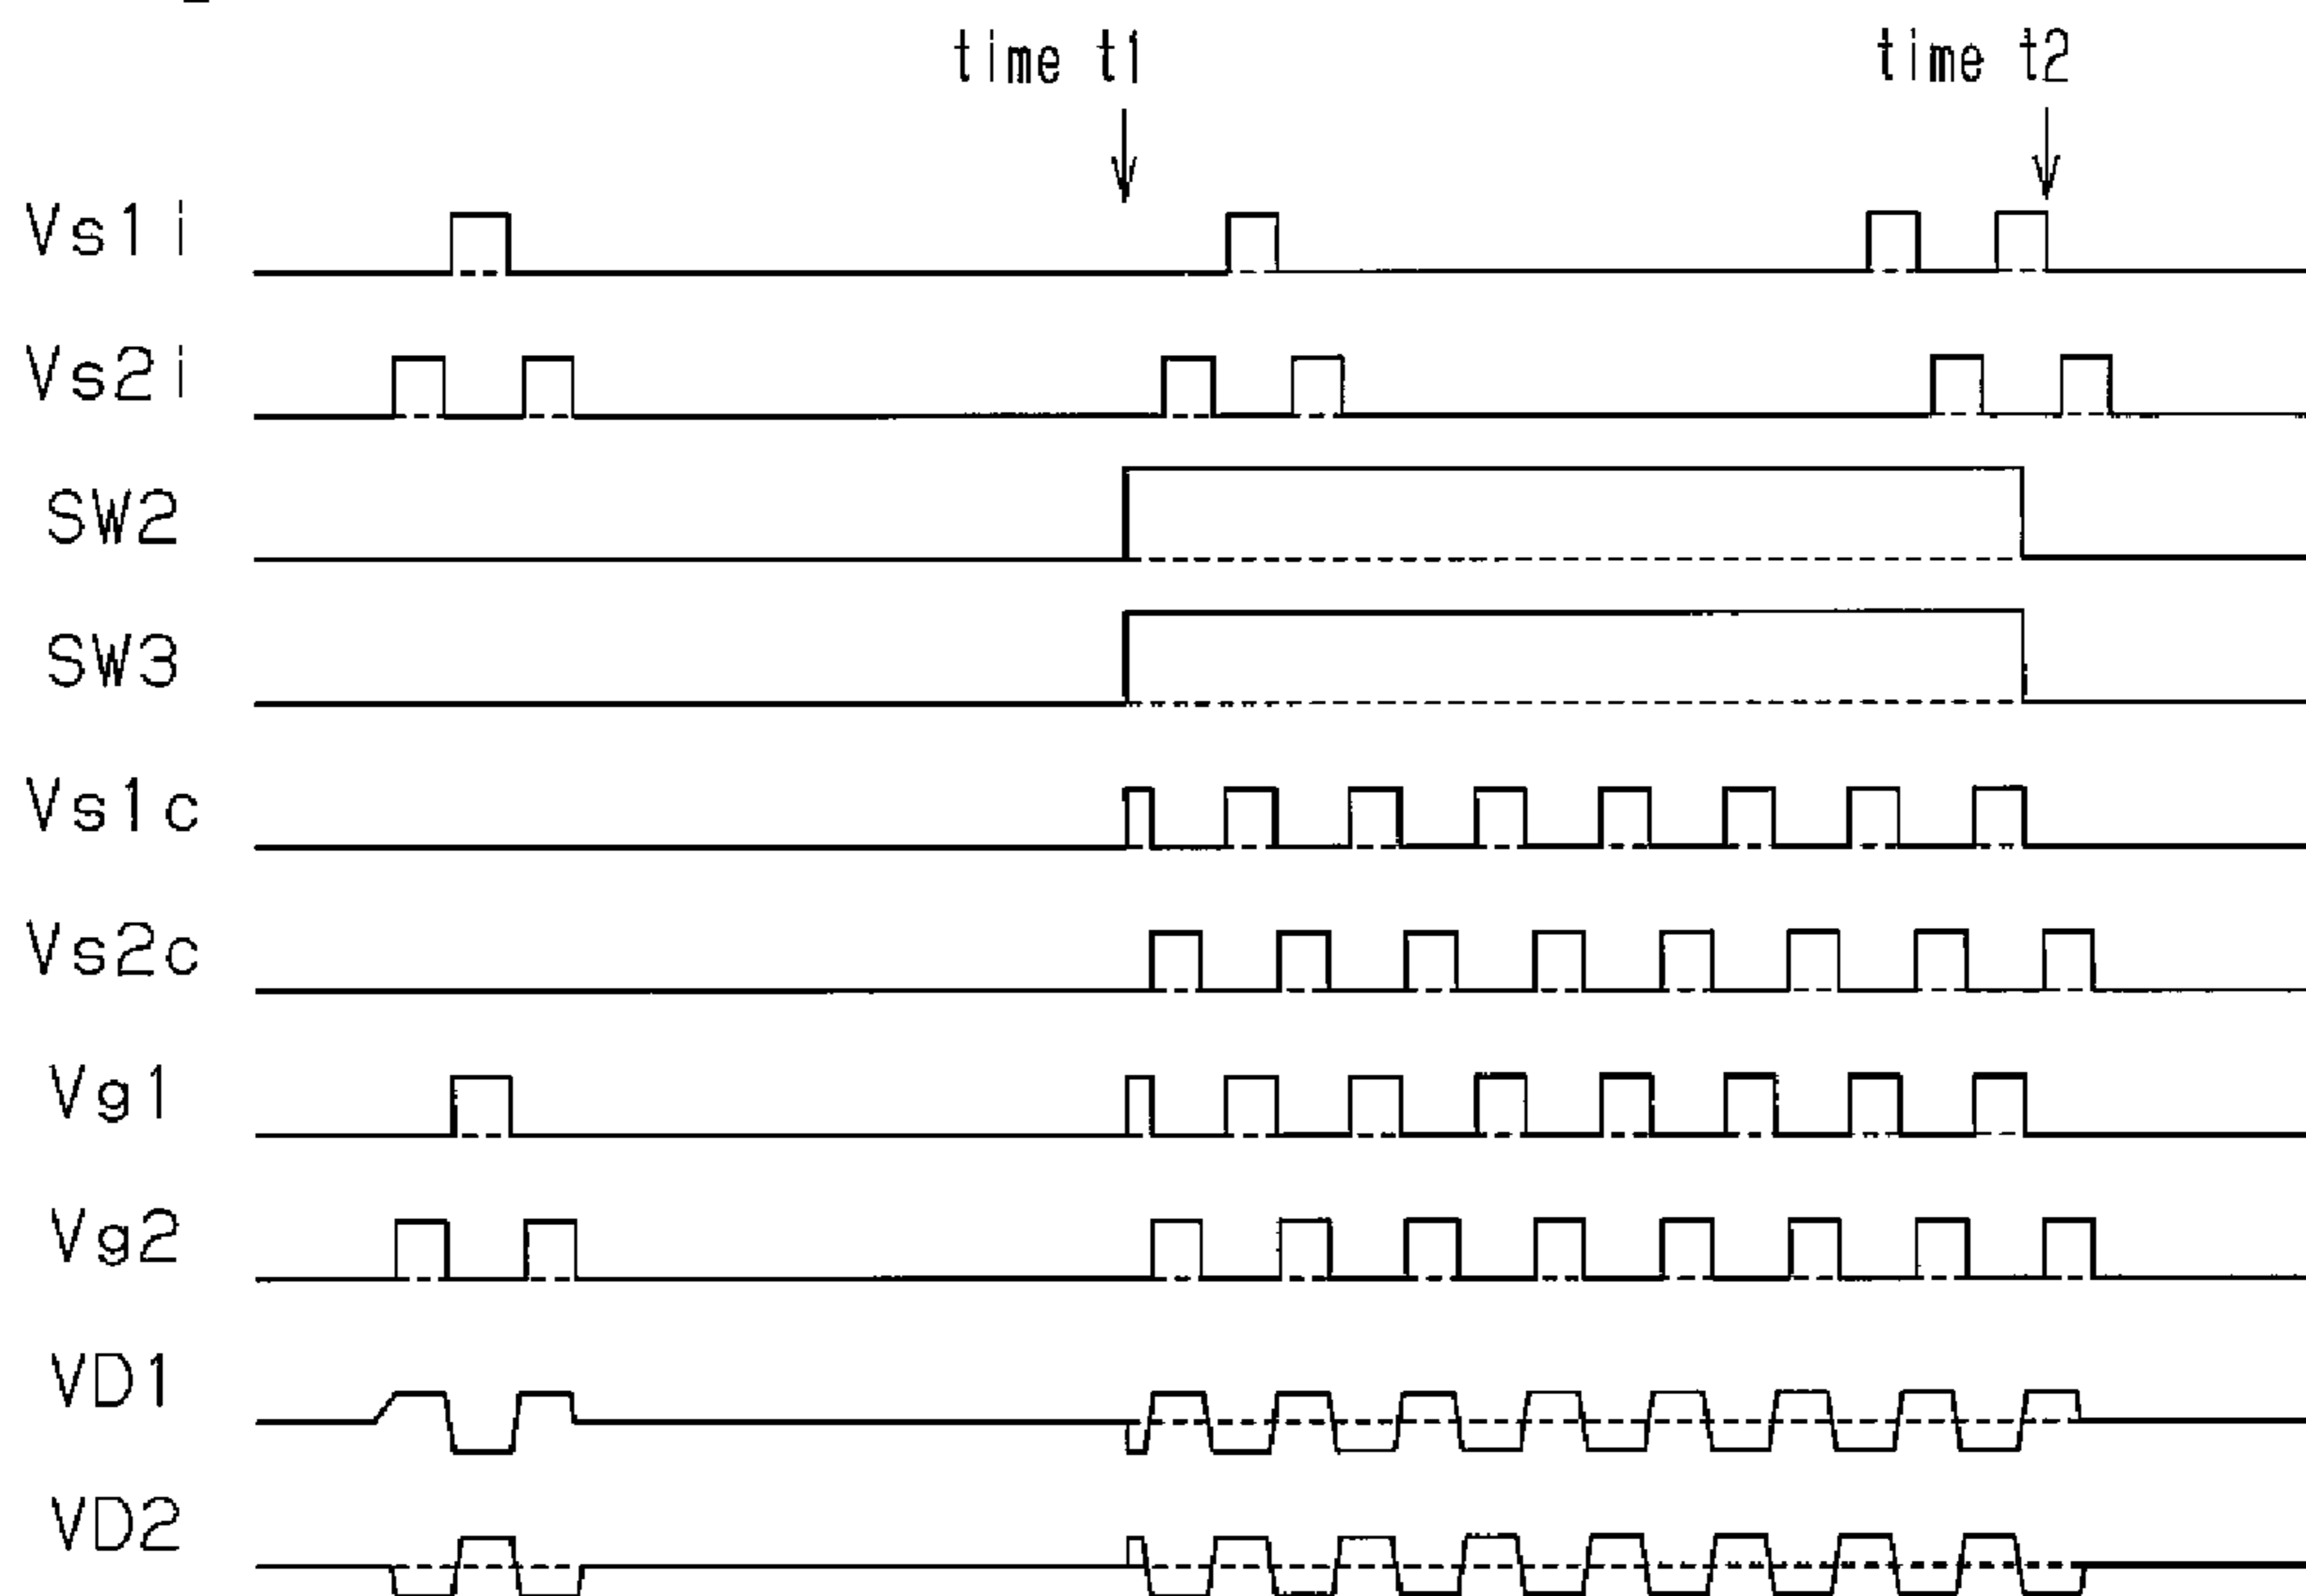 time t1
time t2
Vs1i
Vs2i
SW2
SW3
Vs1c
Vs2c
Vg1
Vg2
VD1
VD2